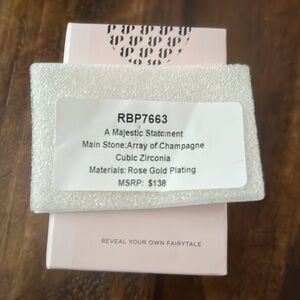 RBP7663
A Majestic Statement
Main Stone:Array of Champagne
Cubic Zirconia
Materials: Rose Gold Plating
MSRP: $138
REVEAL YOUR OWN FAIRYTALE